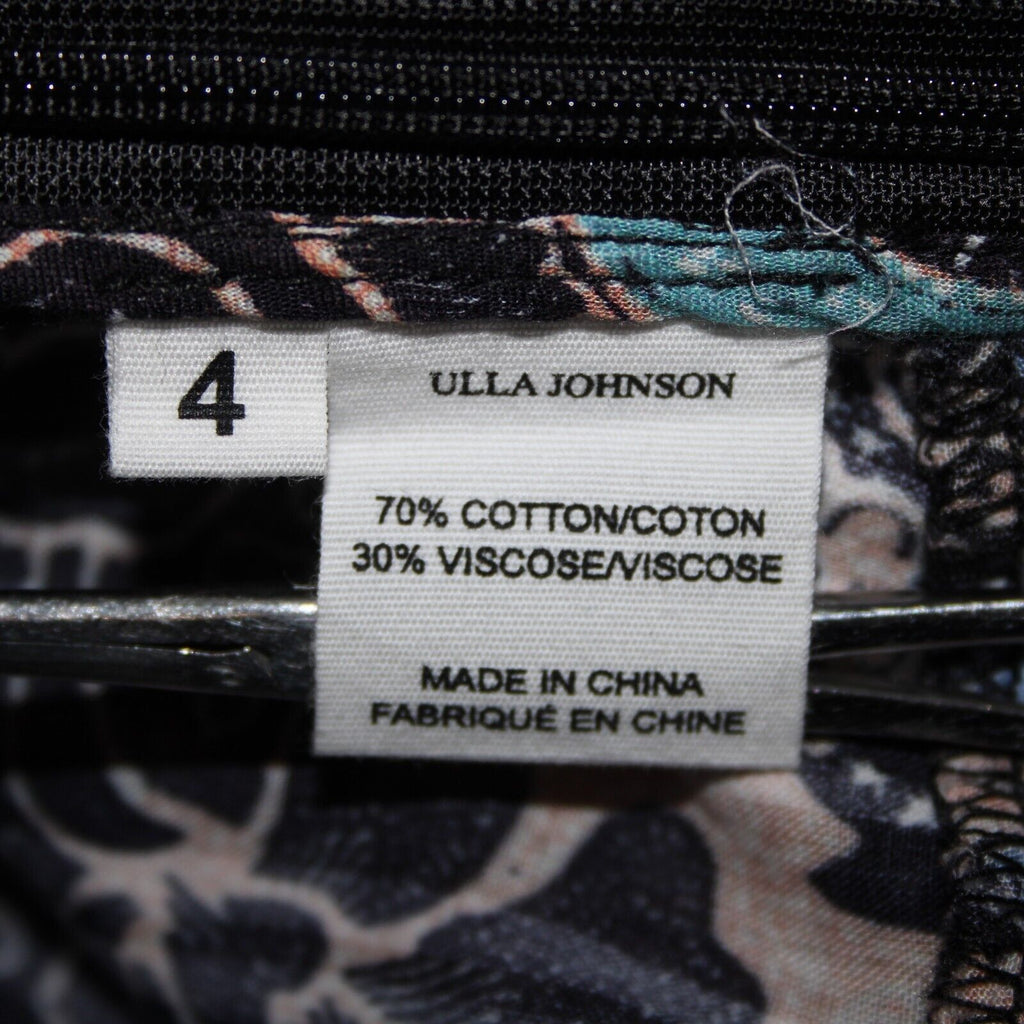 4
ULLA JOHNSON
70% COTTON/COTON
30% VISCOSE/VISCOSE
MADE IN CHINA
FABRIQUÉ EN CHINE